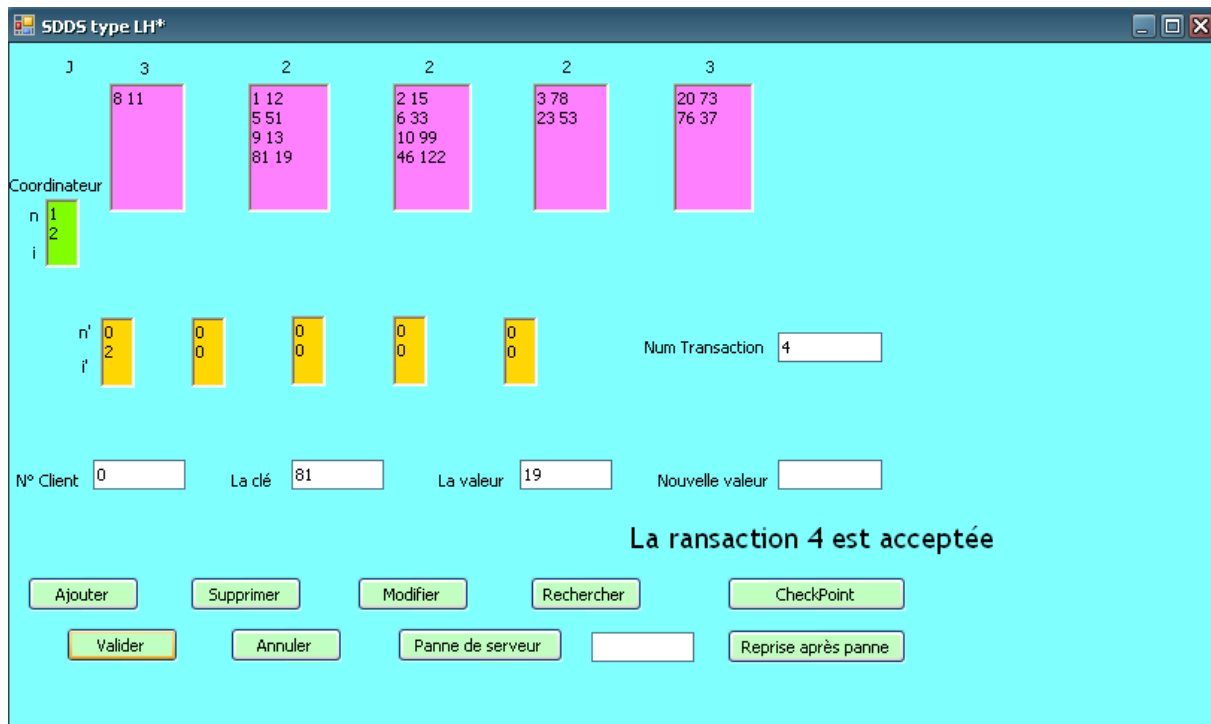 SDDS type LH*
J 3 2 2 2 3
8 11 1 12 2 15 3 78 20 73
5 51 6 33 23 53 76 37
9 13 10 99
81 19 46 122
Coordinateur
n 1
i 2
n' 0 0 0 0 0
i' 2 0 0 0 0
Num Transaction 4
N° Client 0 La clé 81 La valeur 19 Nouvelle valeur
La ransaction 4 est acceptée
Ajouter Supprimer Modifier Rechercher CheckPoint
Valider Annuler Panne de serveur Reprise après panne